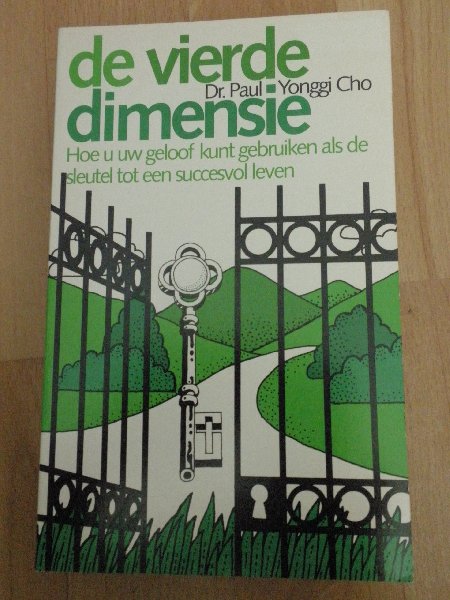 de vierde
Dr. Paul Yonggi Cho
dimensie
Hoe u uw geloof kunt gebruiken als de
sleutel tot een succesvol leven